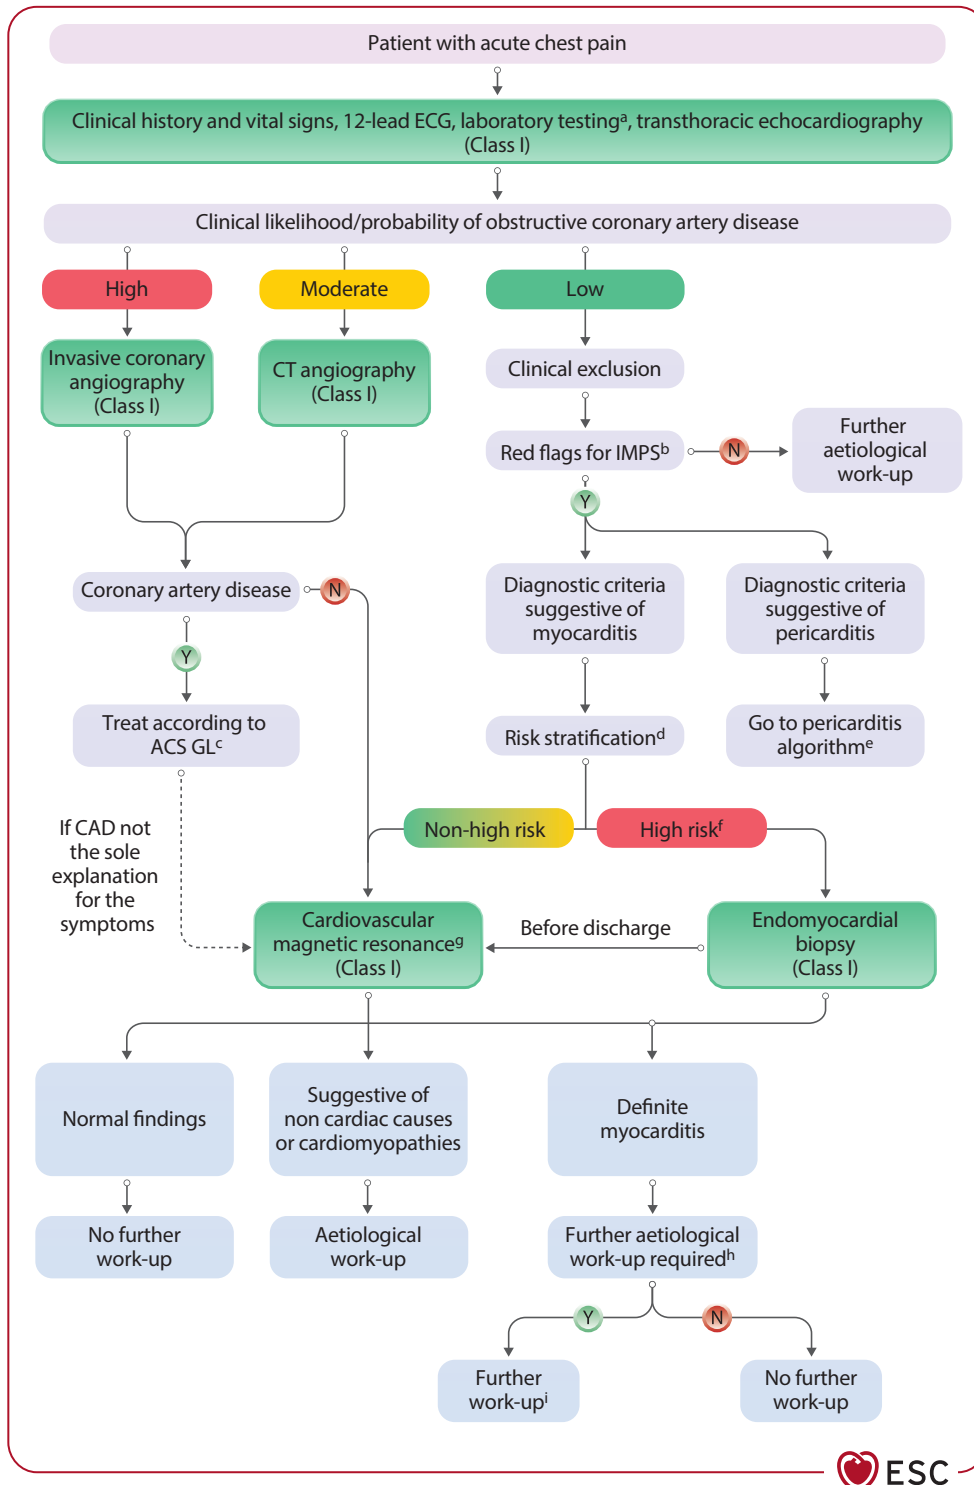 Patient with acute chest pain
Clinical history and vital signs, 12-lead ECG, laboratory testingᵃ, transthoracic echocardiography
(Class I)
Clinical likelihood/probability of obstructive coronary artery disease
High
Moderate
Low
Invasive coronary
angiography
(Class I)
CT angiography
(Class I)
Clinical exclusion
Red flags for IMPSᵇ
N
Further
aetiological
work-up
Y
Coronary artery disease
N
Diagnostic criteria
suggestive of
myocarditis
Diagnostic criteria
suggestive of
pericarditis
Y
Treat according to
ACS GLᶜ
Risk stratificationᵈ
Go to pericarditis
algorithmᵉ
If CAD not
the sole
explanation
for the
symptoms
Non-high risk
High riskᶠ
Cardiovascular
magnetic resonanceᵍ
(Class I)
Before discharge
Endomyocardial
biopsy
(Class I)
Normal findings
Suggestive of
non cardiac causes
or cardiomyopathies
Definite
myocarditis
No further
work-up
Aetiological
work-up
Further aetiological
work-up requiredʰ
Y
N
Further
work-upⁱ
No further
work-up
ESC